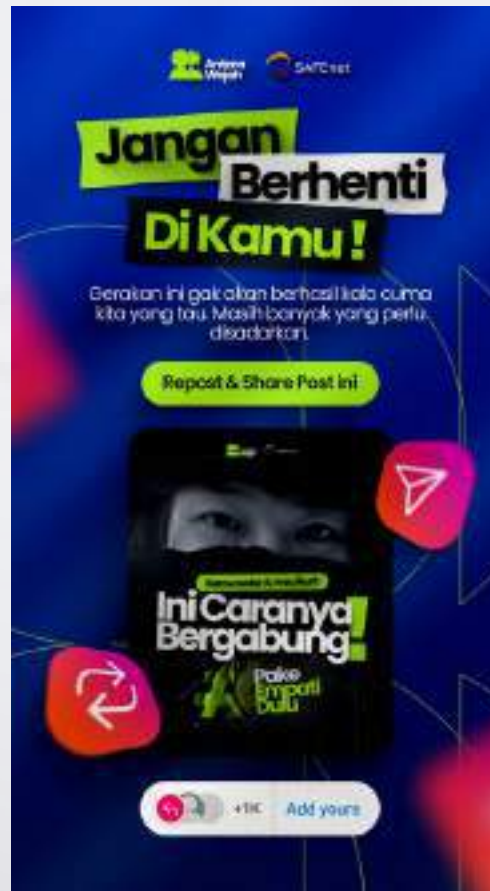 Antara
Wajah
SAFEnet
Jangan
Berhenti
Di Kamu !
Gerakan ini gak akan berhasil kalo cuma
kita yang tau. Masih banyak yang perlu
disadarkan.
Repost & Share Post ini
Ini Caranya
Bergabung!
Pake
Empati
Dulu
+1K
Add yours